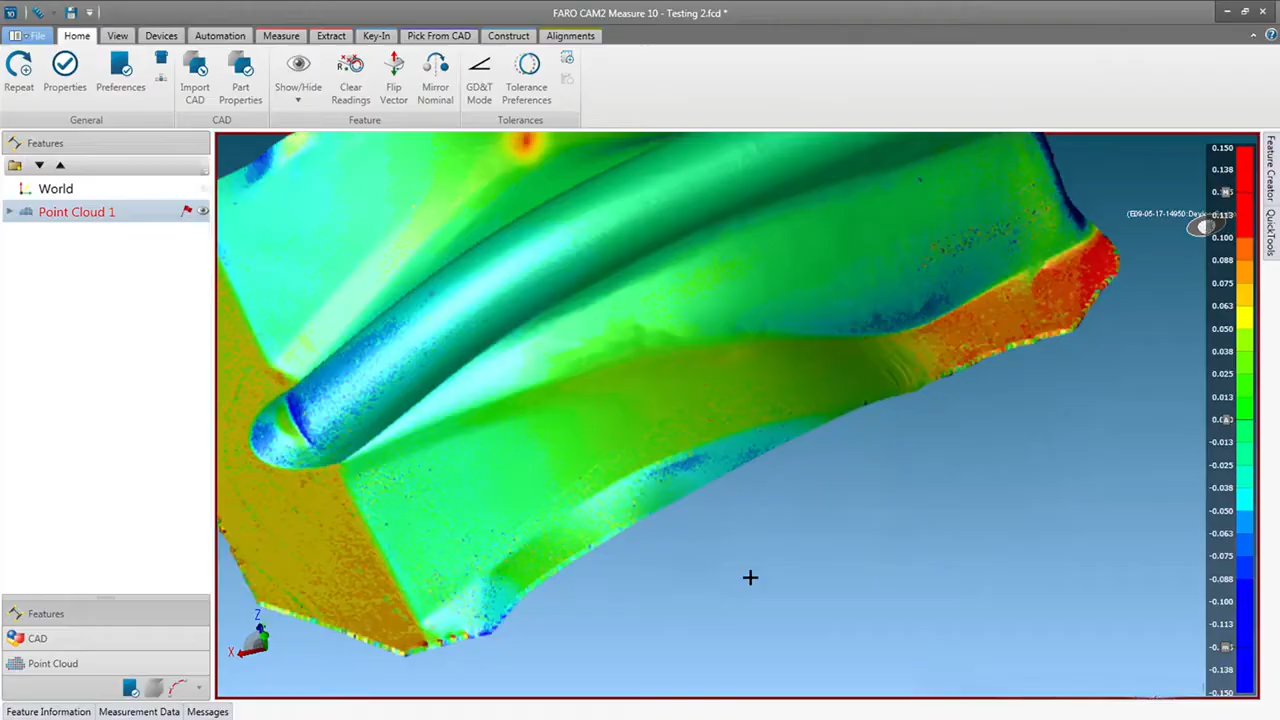 FARO CAM2 Measure 10 - Testing 2.fcd *
File Home View Devices Automation Measure Extract Key-In Pick From CAD Construct Alignments
Repeat Properties Preferences Import CAD Part Properties Show/Hide Clear Readings Flip Vector Mirror Nominal GD&T Mode Tolerance Preferences
General CAD Feature Tolerances
Features
World
Point Cloud 1
Features
CAD
Point Cloud
Feature Information Measurement Data Messages
Z
X
0.150
0.138
0.113
0.100
0.088
0.075
0.063
0.050
0.038
0.025
0.013
-0.013
-0.025
-0.038
-0.050
-0.063
-0.075
-0.088
-0.100
-0.113
-0.138
-0.150
Feature Creator
QuickTools